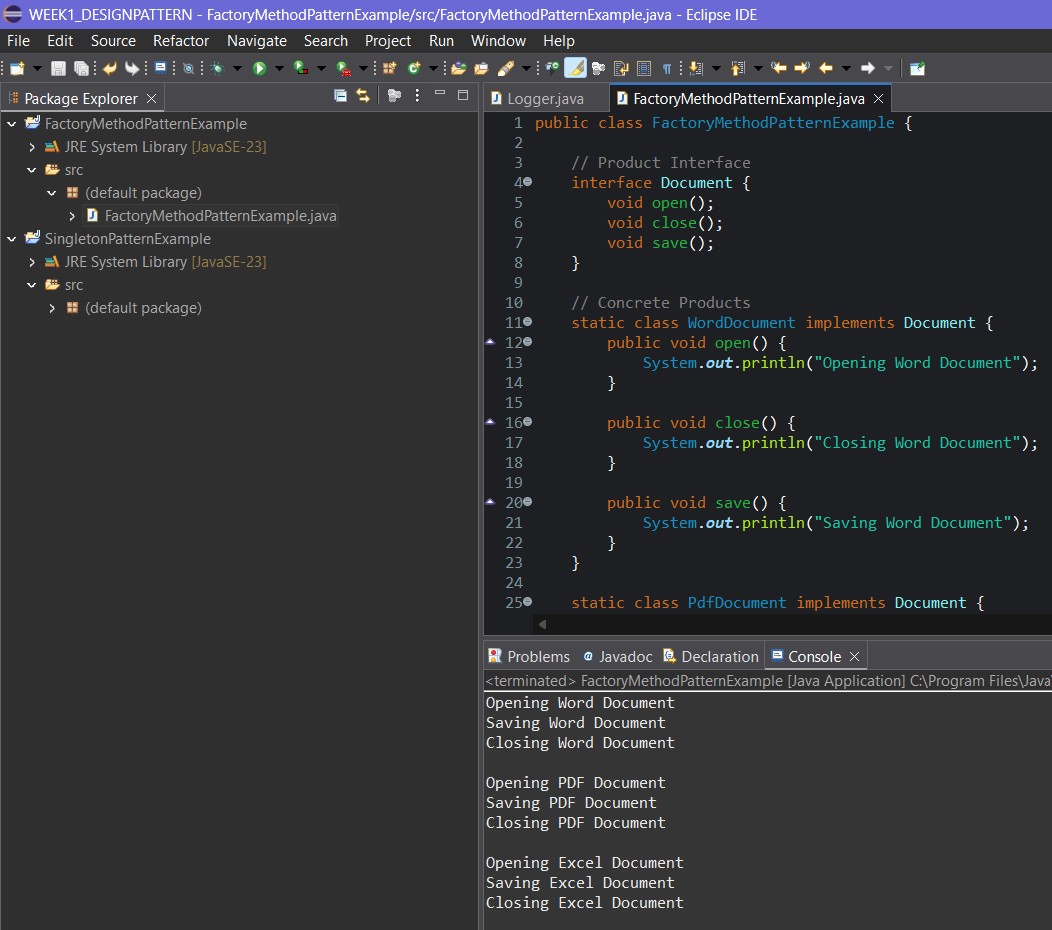 WEEK1_DESIGNPATTERN - FactoryMethodPatternExample/src/FactoryMethodPatternExample.java - Eclipse IDE
File Edit Source Refactor Navigate Search Project Run Window Help
Package Explorer
FactoryMethodPatternExample
JRE System Library [JavaSE-23]
src
(default package)
FactoryMethodPatternExample.java
SingletonPatternExample
JRE System Library [JavaSE-23]
src
(default package)
Logger.java FactoryMethodPatternExample.java
1 public class FactoryMethodPatternExample {
2
3 // Product Interface
4 interface Document {
5 void open();
6 void close();
7 void save();
8 }
9
10 // Concrete Products
11 static class WordDocument implements Document {
12 public void open() {
13 System.out.println("Opening Word Document");
14 }
15
16 public void close() {
17 System.out.println("Closing Word Document");
18 }
19
20 public void save() {
21 System.out.println("Saving Word Document");
22 }
23 }
24
25 static class PdfDocument implements Document {
Problems Javadoc Declaration Console
<terminated> FactoryMethodPatternExample [Java Application] C:\Program Files\Java\
Opening Word Document
Saving Word Document
Closing Word Document
Opening PDF Document
Saving PDF Document
Closing PDF Document
Opening Excel Document
Saving Excel Document
Closing Excel Document